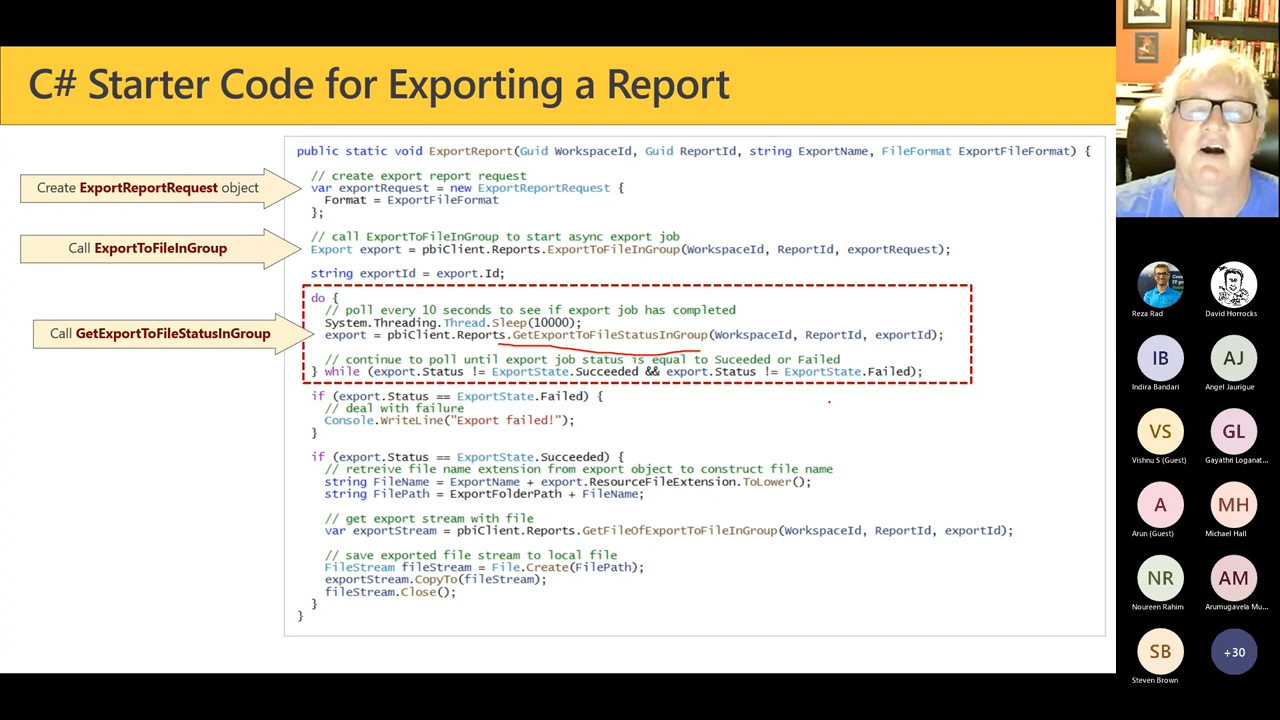 C# Starter Code for Exporting a Report
public static void ExportReport(Guid WorkspaceId, Guid ReportId, string ExportName, FileFormat ExportFileFormat) {
// create export report request
Create ExportReportRequest object
var exportRequest = new ExportReportRequest {
Format = ExportFileFormat
};
// call ExportToFileInGroup to start async export job
Call ExportToFileInGroup
Export export = pbiClient.Reports.ExportToFileInGroup(WorkspaceId, ReportId, exportRequest);
string exportId = export.Id;
do {
// poll every 10 seconds to see if export job has completed
System.Threading.Thread.Sleep(10000);
Call GetExportToFileStatusInGroup
export = pbiClient.Reports.GetExportToFileStatusInGroup(WorkspaceId, ReportId, exportId);
// continue to poll until export job status is equal to Suceeded or Failed
} while (export.Status != ExportState.Succeeded && export.Status != ExportState.Failed);
if (export.Status == ExportState.Failed) {
// deal with failure
Console.WriteLine("Export failed!");
}
if (export.Status == ExportState.Succeeded) {
// retreive file name extension from export object to construct file name
string FileName = ExportName + export.ResourceFileExtension.ToLower();
string FilePath = ExportFolderPath + FileName;
// get export stream with file
var exportStream = pbiClient.Reports.GetFileOfExportToFileInGroup(WorkspaceId, ReportId, exportId);
// save exported file stream to local file
FileStream fileStream = File.Create(FilePath);
exportStream.CopyTo(fileStream);
fileStream.Close();
}
}
Reza Rad
David Horrocks
IB
AJ
Indira Bandari
Angel Jaurigue
VS
GL
Vishnu S (Guest)
Gayathri Loganat...
A
MH
Arun (Guest)
Michael Hall
NR
AM
Noureen Rahim
Arumugavela Mu...
SB
+30
Steven Brown